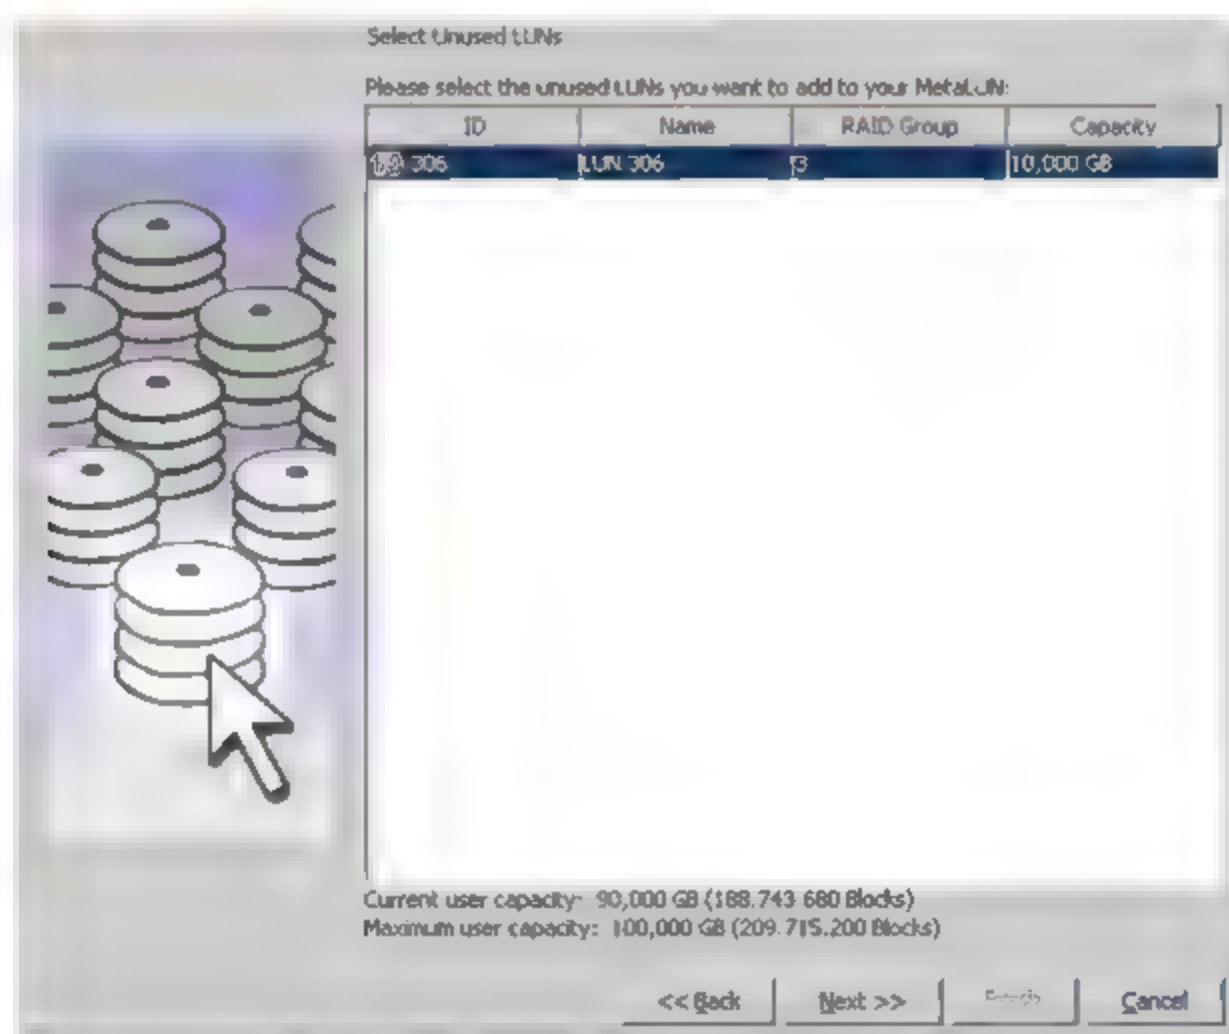 Select Unused LUNs
Please select the unused LUNs you want to add to your MetaLUN:
ID Name RAID Group Capacity
306 LUN 306 3 10,000 GB
Current user capacity: 90,000 GB (188.743.680 Blocks)
Maximum user capacity: 100,000 GB (209.715.200 Blocks)
<< Back Next >> Cancel